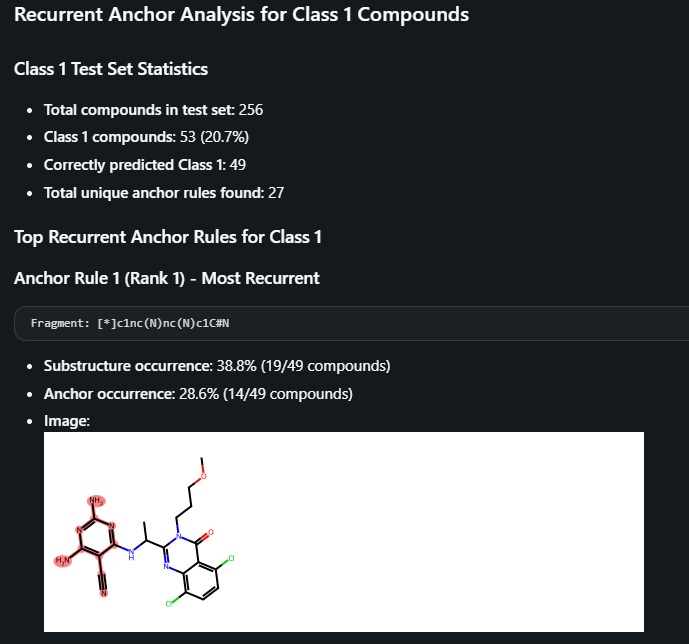 Recurrent Anchor Analysis for Class 1 Compounds
Class 1 Test Set Statistics
• Total compounds in test set: 256
• Class 1 compounds: 53 (20.7%)
• Correctly predicted Class 1: 49
• Total unique anchor rules found: 27
Top Recurrent Anchor Rules for Class 1
Anchor Rule 1 (Rank 1) - Most Recurrent
Fragment: [*]c1nc(N)nc(N)c1C#N
• Substructure occurrence: 38.8% (19/49 compounds)
• Anchor occurrence: 28.6% (14/49 compounds)
• Image:
O
NH₂
N
N
N
O
H₂N
N
H
Cl
N
N
Cl